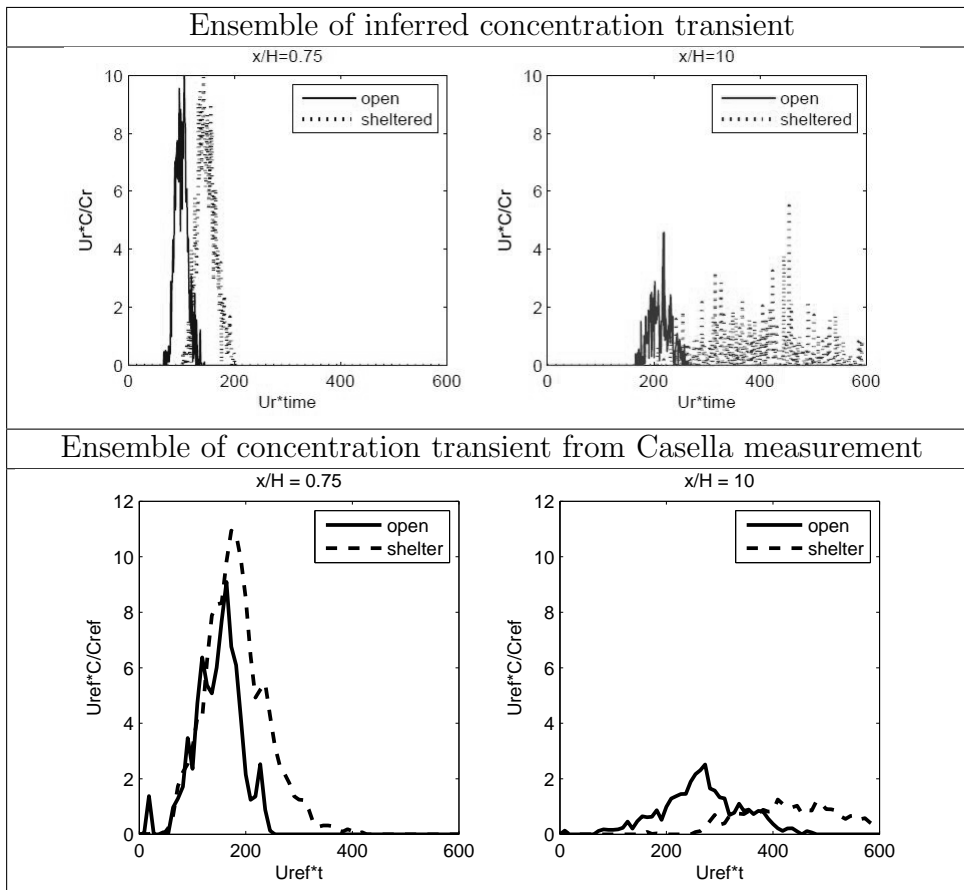 Ensemble of inferred concentration transient
x/H=0.75
10
8
6
4
2
0
0 200 400 600
Ur*C/Cr
Ur*time
open
sheltered
x/H=10
10
8
6
4
2
0
0 200 400 600
Ur*C/Cr
Ur*time
open
sheltered
Ensemble of concentration transient from Casella measurement
x/H = 0.75
12
10
8
6
4
2
0
0 200 400 600
Uref*C/Cref
Uref*t
open
shelter
x/H = 10
12
10
8
6
4
2
0
0 200 400 600
Uref*C/Cref
Uref*t
open
shelter